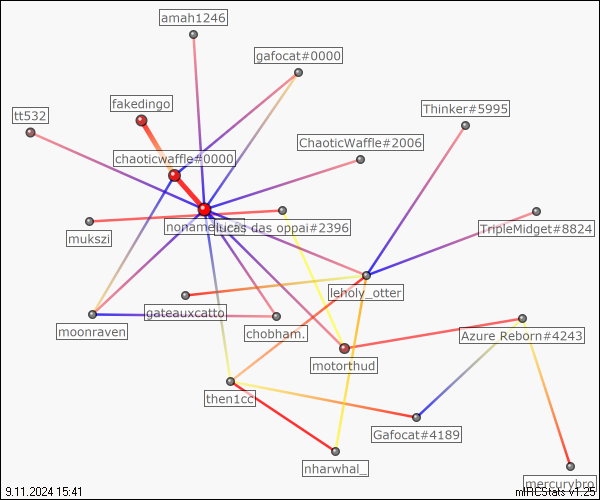 amah1246
gafocat#0000
fakedingo
Thinker#5995
tt532
ChaoticWaffle#2006
chaoticwaffle#0000
lucas das oppai#2396
TripleMidget#8824
mukszi
leholy_otter
gateauxcatto
moonraven
chobham.
Azure Reborn#4243
motorthud
then1cc
Gafocat#4189
nharwhal_
mercurybro
9.11.2024 15:41
mIRCStats v1.25